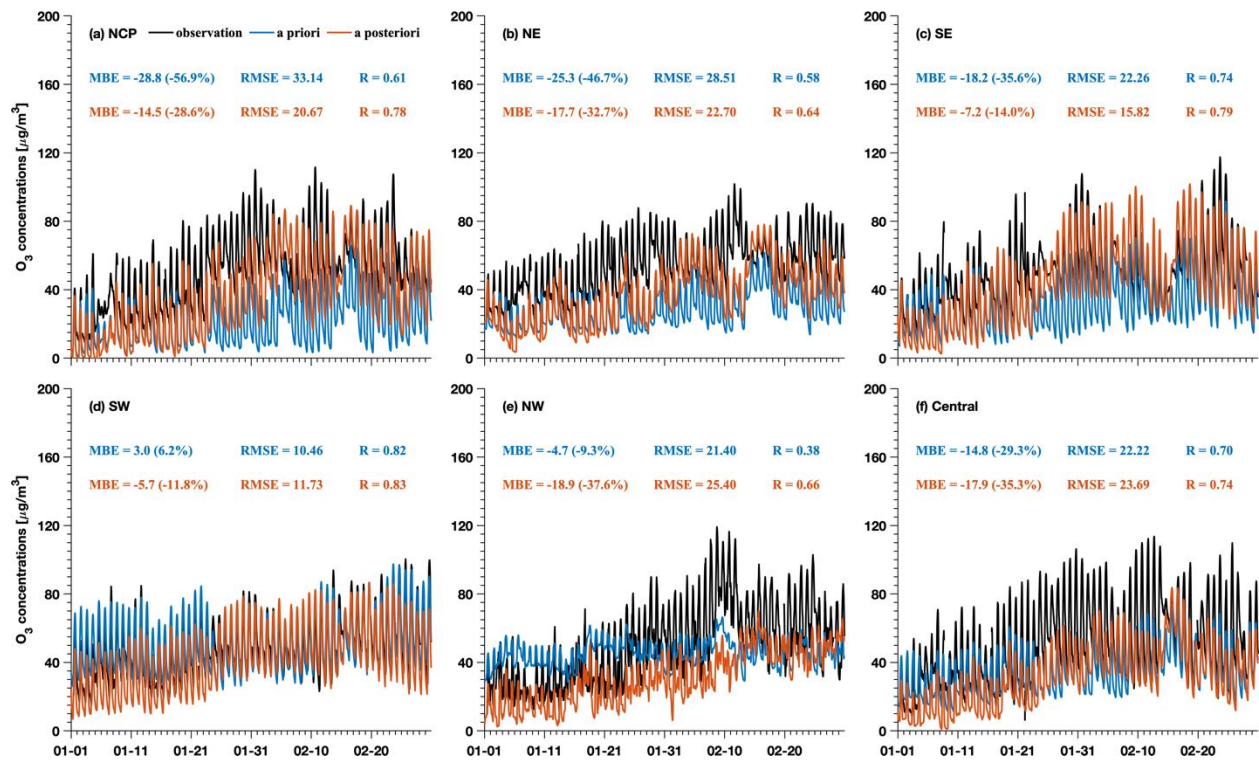 (a) NCP observation a priori a posteriori
MBE = -28.8 (-56.9%) RMSE = 33.14 R = 0.61
MBE = -14.5 (-28.6%) RMSE = 20.67 R = 0.78
O3 concentrations [μg/m³]
200
160
120
80
40
0
(b) NE
MBE = -25.3 (-46.7%) RMSE = 28.51 R = 0.58
MBE = -17.7 (-32.7%) RMSE = 22.70 R = 0.64
200
160
120
80
40
0
(c) SE
MBE = -18.2 (-35.6%) RMSE = 22.26 R = 0.74
MBE = -7.2 (-14.0%) RMSE = 15.82 R = 0.79
200
160
120
80
40
0
(d) SW
MBE = 3.0 (6.2%) RMSE = 10.46 R = 0.82
MBE = -5.7 (-11.8%) RMSE = 11.73 R = 0.83
O3 concentrations [μg/m³]
200
160
120
80
40
0
01-01 01-11 01-21 01-31 02-10 02-20
(e) NW
MBE = -4.7 (-9.3%) RMSE = 21.40 R = 0.38
MBE = -18.9 (-37.6%) RMSE = 25.40 R = 0.66
200
160
120
80
40
0
01-01 01-11 01-21 01-31 02-10 02-20
(f) Central
MBE = -14.8 (-29.3%) RMSE = 22.22 R = 0.70
MBE = -17.9 (-35.3%) RMSE = 23.69 R = 0.74
200
160
120
80
40
0
01-01 01-11 01-21 01-31 02-10 02-20